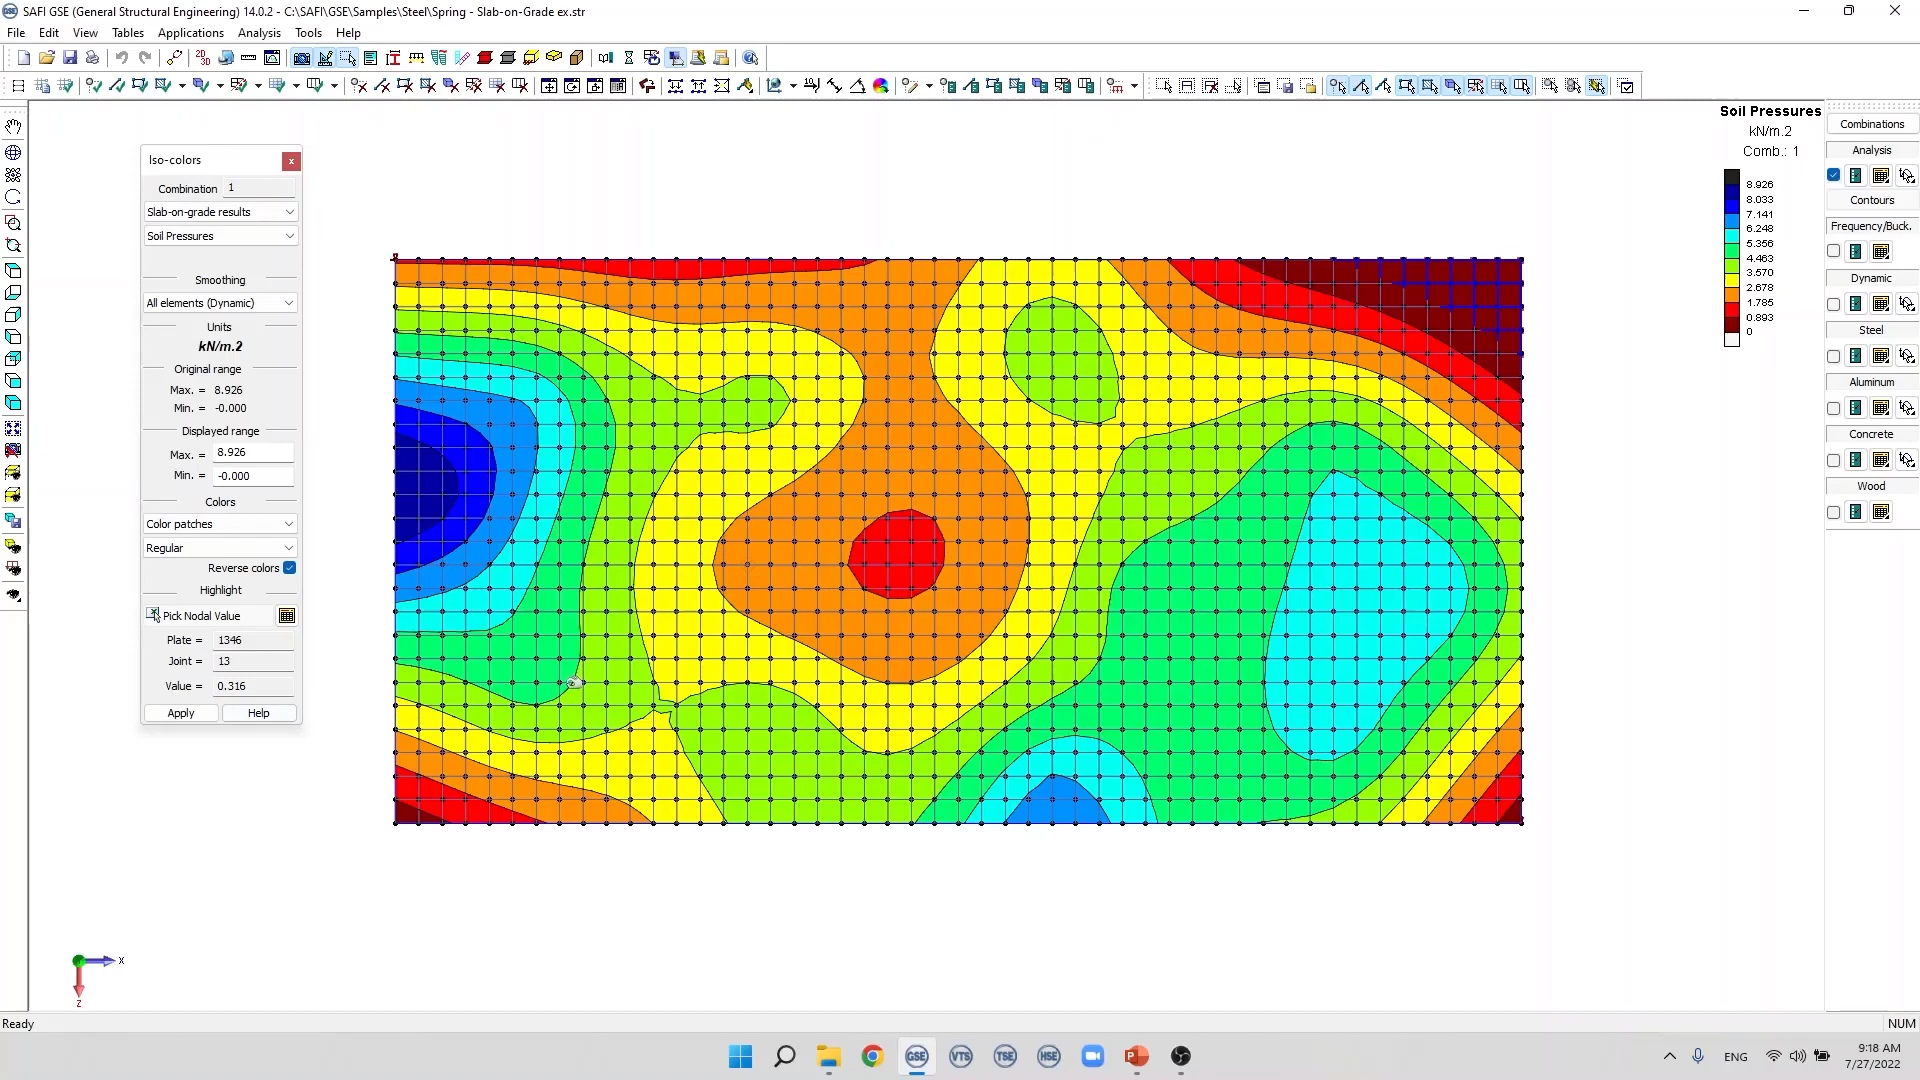 SAFI GSE (General Structural Engineering) 14.0.2 - C:\SAFI\GSE\Samples\Steel\Spring - Slab-on-Grade ex.str
File Edit View Tables Applications Analysis Tools Help
Iso-colors
Combination 1
Slab-on-grade results
Soil Pressures
Smoothing
All elements (Dynamic)
Units
kN/m.2
Original range
Max. = 8.926
Min. = -0.000
Displayed range
Max. = 8.926
Min. = -0.000
Colors
Color patches
Regular
Reverse colors
Highlight
Pick Nodal Value
Plate = 1346
Joint = 13
Value = 0.316
Apply Help
Soil Pressures
kN/m.2
Comb.: 1
8.926
8.033
7.141
6.248
5.356
4.463
3.570
2.678
1.785
0.893
0
Combinations
Analysis
Contours
Frequency/Buck.
Dynamic
Steel
Aluminum
Concrete
Wood
X
Z
Ready
NUM
GSE VTS TSE HSE
ENG
9:18 AM
7/27/2022